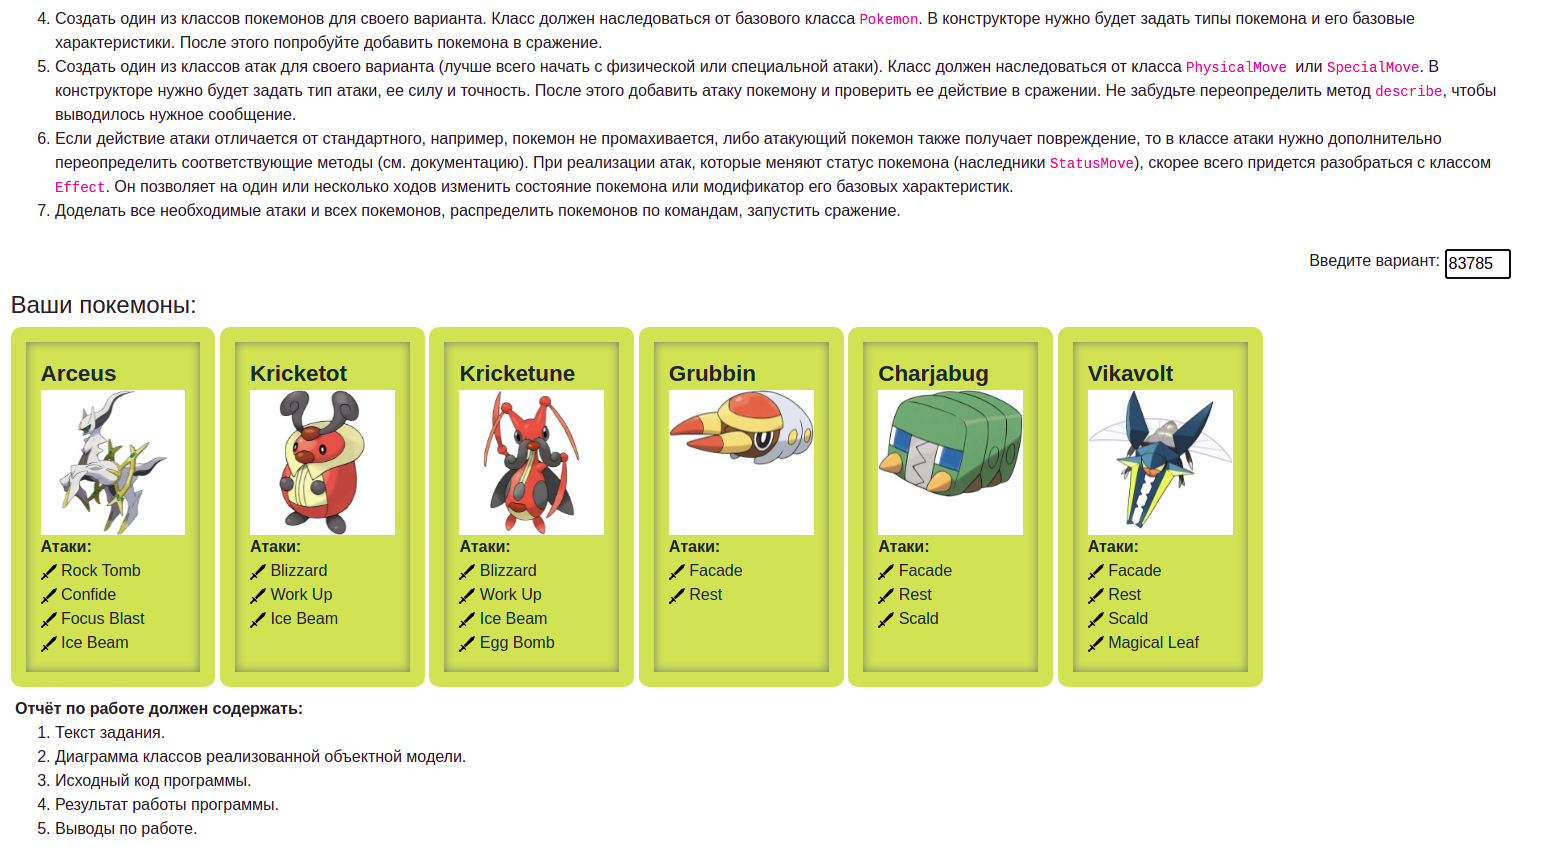 4. Создать один из классов покемонов для своего варианта. Класс должен наследоваться от базового класса Pokemon. В конструкторе нужно будет задать типы покемона и его базовые
характеристики. После этого попробуйте добавить покемона в сражение.
5. Создать один из классов атак для своего варианта (лучше всего начать с физической или специальной атаки). Класс должен наследоваться от класса PhysicalMove или SpecialMove. В
конструкторе нужно будет задать тип атаки, ее силу и точность. После этого добавить атаку покемону и проверить ее действие в сражении. Не забудьте переопределить метод describe, чтобы
выводилось нужное сообщение.
6. Если действие атаки отличается от стандартного, например, покемон не промахивается, либо атакующий покемон также получает повреждение, то в классе атаки нужно дополнительно
переопределить соответствующие методы (см. документацию). При реализации атак, которые меняют статус покемона (наследники StatusMove), скорее всего придется разобраться с классом
Effect. Он позволяет на один или несколько ходов изменить состояние покемона или модификатор его базовых характеристик.
7. Доделать все необходимые атаки и всех покемонов, распределить покемонов по командам, запустить сражение.
Введите вариант: 83785
Ваши покемоны:
Arceus
Атаки:
Rock Tomb
Confide
Focus Blast
Ice Beam
Kricketot
Атаки:
Blizzard
Work Up
Ice Beam
Kricketune
Атаки:
Blizzard
Work Up
Ice Beam
Egg Bomb
Grubbin
Атаки:
Facade
Rest
Charjabug
Атаки:
Facade
Rest
Scald
Vikavolt
Атаки:
Facade
Rest
Scald
Magical Leaf
Отчёт по работе должен содержать:
1. Текст задания.
2. Диаграмма классов реализованной объектной модели.
3. Исходный код программы.
4. Результат работы программы.
5. Выводы по работе.